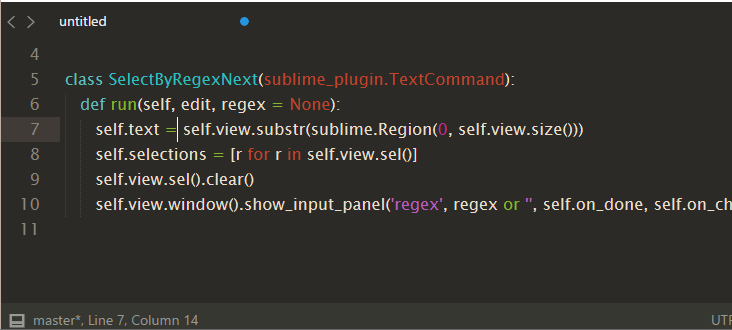 untitled
4
5 class SelectByRegexNext(sublime_plugin.TextCommand):
6 def run(self, edit, regex = None):
7 self.text = self.view.substr(sublime.Region(0, self.view.size()))
8 self.selections = [r for r in self.view.sel()]
9 self.view.sel().clear()
10 self.view.window().show_input_panel('regex', regex or '', self.on_done, self.on_ch
11
master*, Line 7, Column 14 UTF